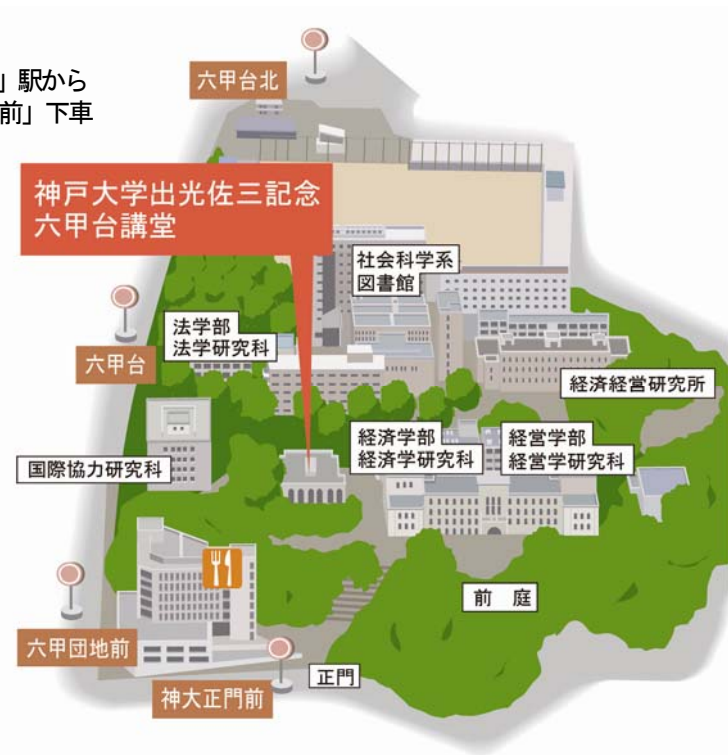 」駅から
前」下車
六甲台北
神戸大学出光佐三記念
六甲台講堂
社会科学系
図書館
法学部
法学研究科
六甲台
経済経営研究所
経済学部
経済学研究科
経営学部
経営学研究科
国際協力研究科
前 庭
六甲団地前
正門
神大正門前